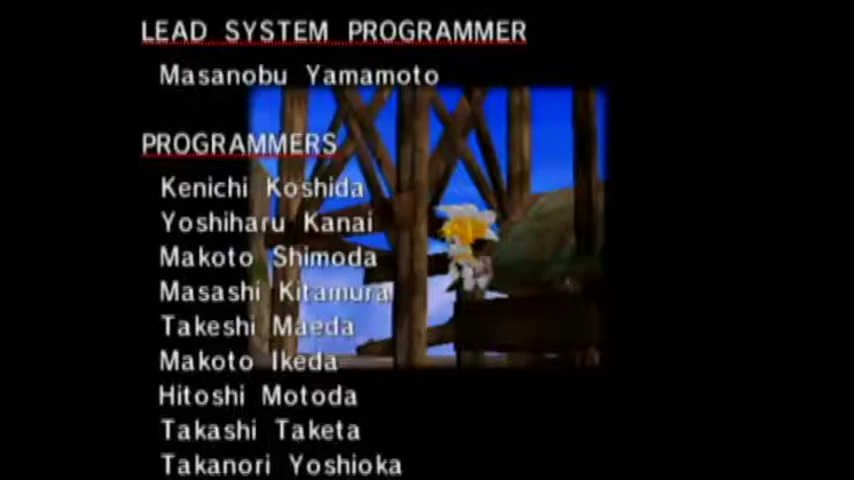 LEAD SYSTEM PROGRAMMER
Masanobu Yamamoto
PROGRAMMERS
Kenichi Koshida
Yoshiharu Kanai
Makoto Shimoda
Masashi Kitamura
Takeshi Maeda
Makoto Ikeda
Hitoshi Motoda
Takashi Taketa
Takanori Yoshioka